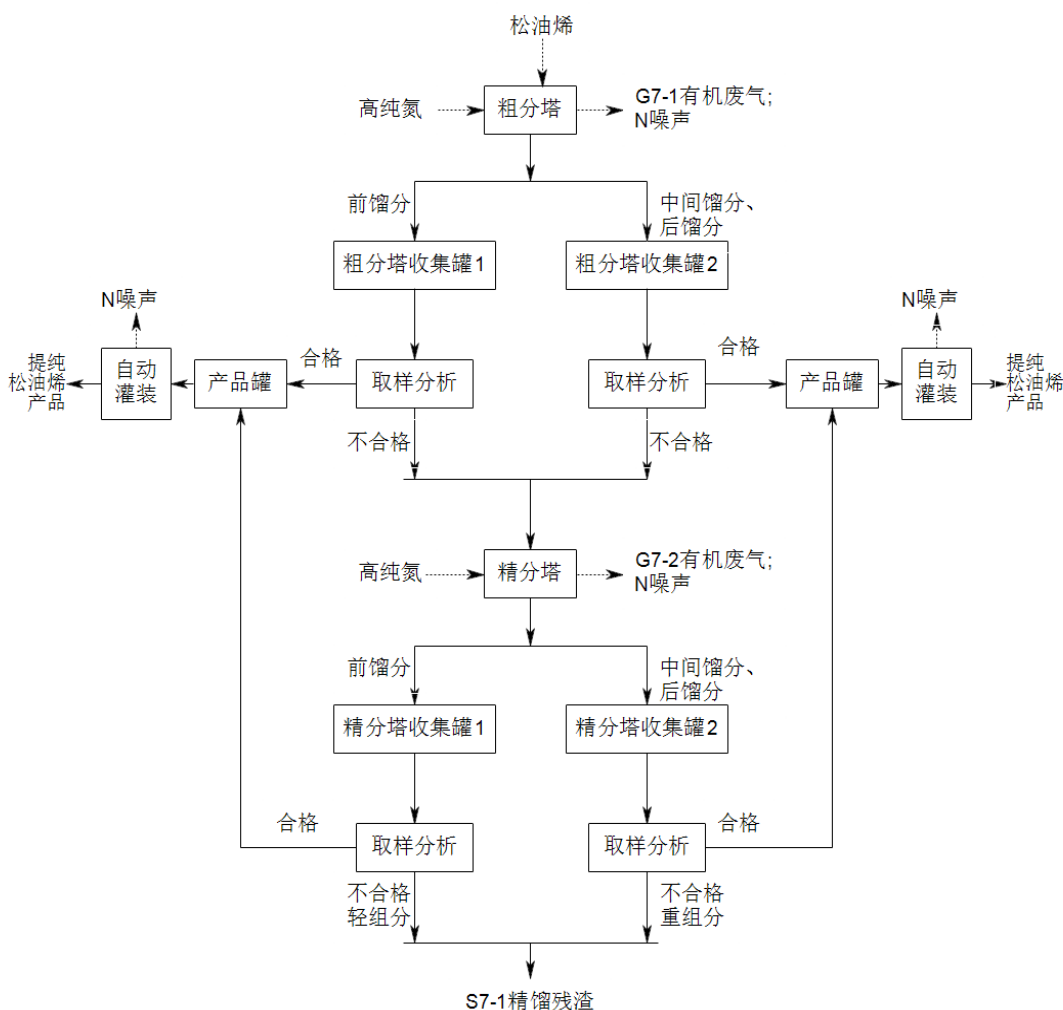 松油烯
高纯氮
粗分塔
G7-1有机废气;
N噪声
前馏分
中间馏分、
后馏分
粗分塔收集罐1
粗分塔收集罐2
N噪声
N噪声
提纯
松油烯
产品
自动
灌装
产品罐
合格
取样分析
取样分析
合格
产品罐
自动
灌装
提纯
松油烯
产品
不合格
不合格
高纯氮
精分塔
G7-2有机废气;
N噪声
前馏分
中间馏分、
后馏分
精分塔收集罐1
精分塔收集罐2
合格
取样分析
取样分析
合格
不合格
轻组分
不合格
重组分
S7-1精馏残渣